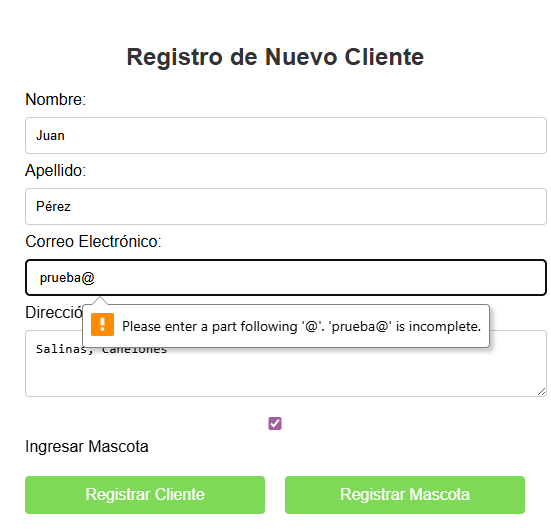 Registro de Nuevo Cliente
Nombre:
Juan
Apellido:
Pérez
Correo Electrónico:
prueba@
Direcció
Please enter a part following '@'. 'prueba@' is incomplete.
Salinas, Canelones
Ingresar Mascota
Registrar Cliente
Registrar Mascota